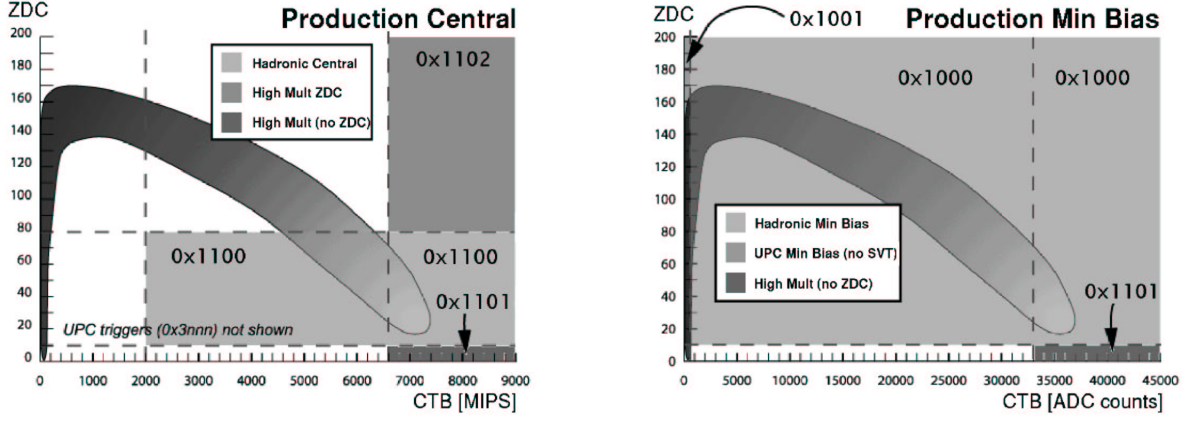 ZDC
Production Central
200
180
160
140
120
100
80
60
40
20
0
0x1102
Hadronic Central
High Mult ZDC
High Mult (no ZDC)
0x1100
0x1100
0x1101
UPC triggers (0x3nnn) not shown
0 1000 2000 3000 4000 5000 6000 7000 8000 9000
CTB [MIPS]
ZDC
0x1001
Production Min Bias
200
180
160
140
120
100
80
60
40
20
0
0x1000
0x1000
Hadronic Min Bias
UPC Min Bias (no SVT)
High Mult (no ZDC)
0x1101
0 5000 10000 15000 20000 25000 30000 35000 40000 45000
CTB [ADC counts]